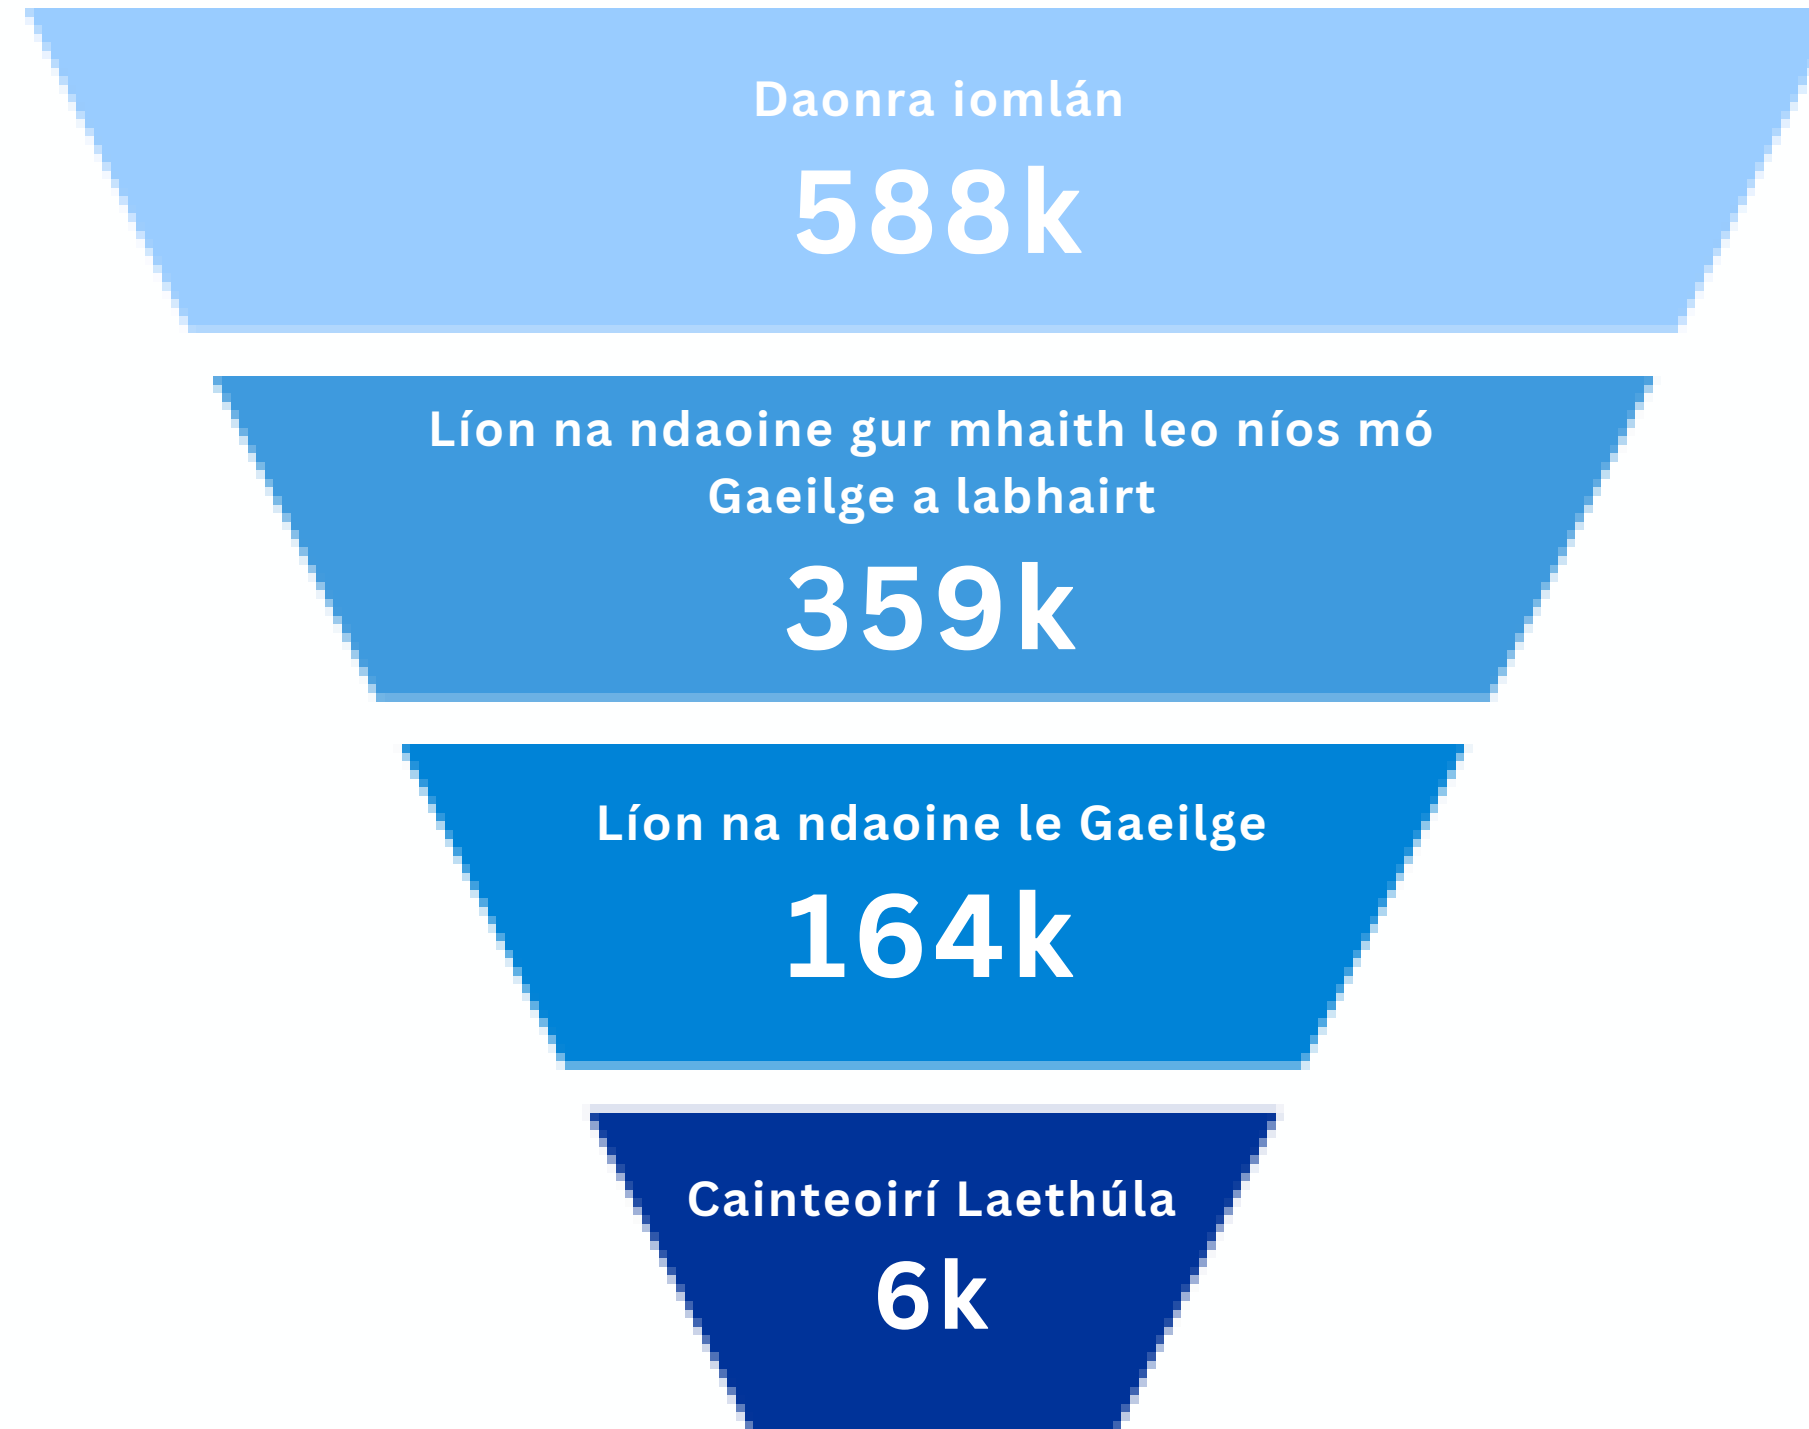 Daonra iomlán
588k
Líon na ndaoine gur mhaith leo níos mó
Gaeilge a labhairt
359k
Líon na ndaoine le Gaeilge
164k
Cainteoirí Laethúla
6k